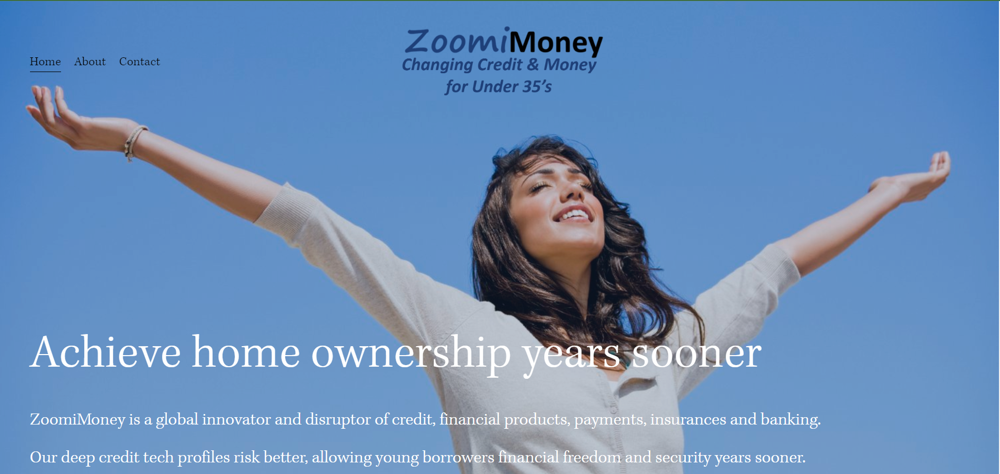 ZoomiMoney
Changing Credit & Money
for Under 35’s
Home About Contact
Achieve home ownership years sooner
ZoomiMoney is a global innovator and disruptor of credit, financial products, payments, insurances and banking.
Our deep credit tech profiles risk better, allowing young borrowers financial freedom and security years sooner.